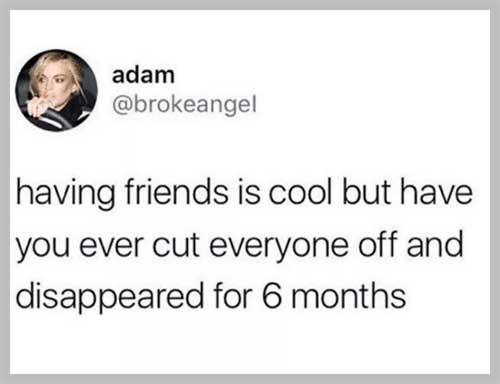 adam
@brokeangel
having friends is cool but have
you ever cut everyone off and
disappeared for 6 months